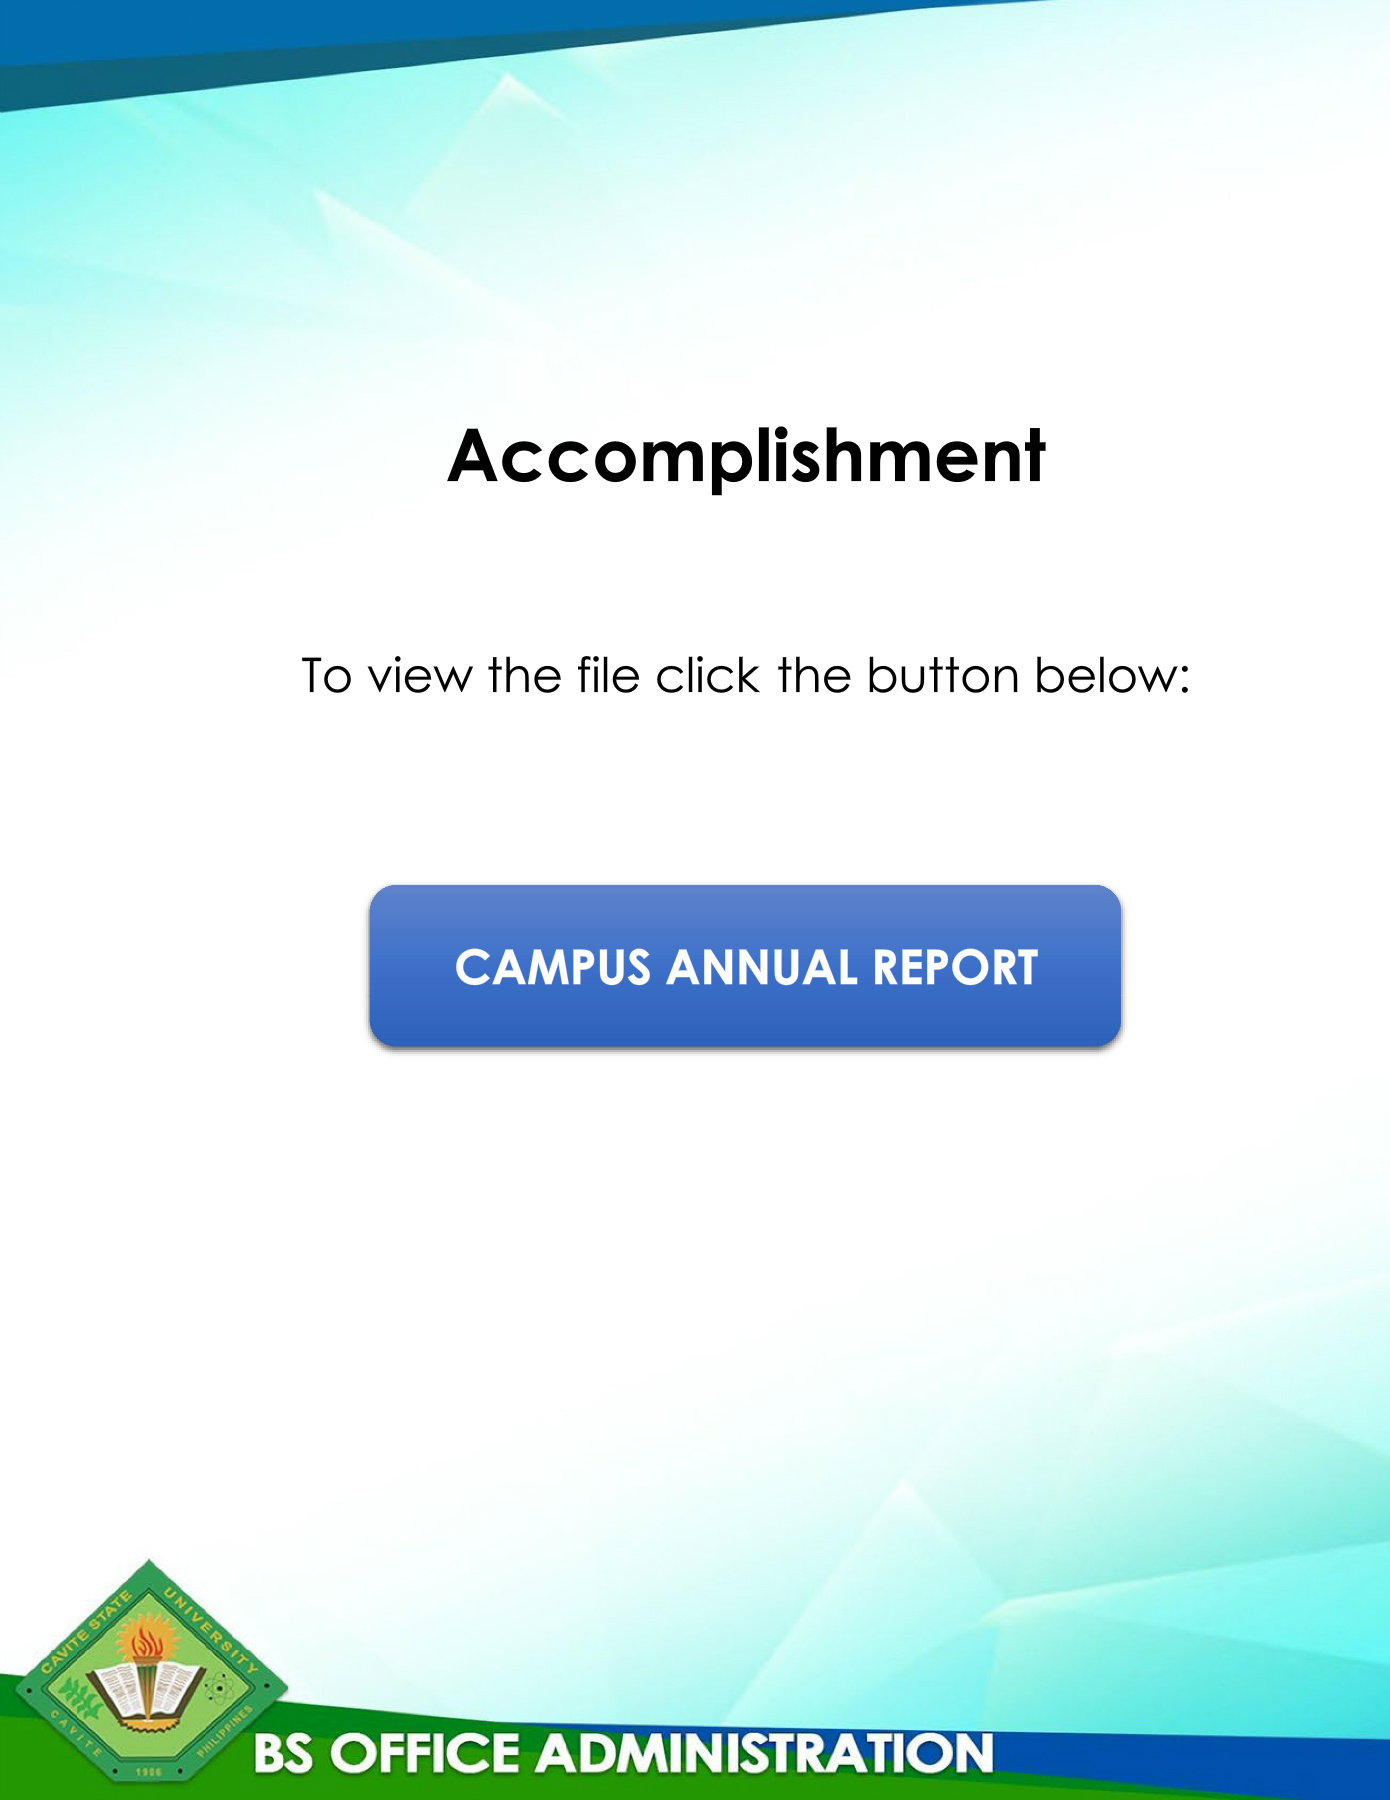 Accomplishment
To view the file click the button below:
CAMPUS ANNUAL REPORT
CAVITE STATE UNIVERSITY
CAVITE PHILIPPINES
1906
BS OFFICE ADMINISTRATION